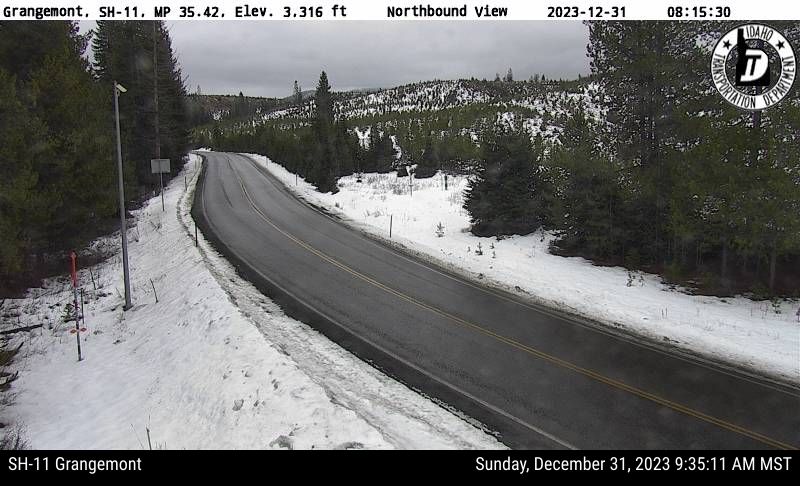 Grangemont, SH-11, MP 35.42, Elev. 3,316 ft Northbound View 2023-12-31 08:15:30
IDAHO
TRANSPORTATION DEPARTMENT
SH-11 Grangemont Sunday, December 31, 2023 9:35:11 AM MST